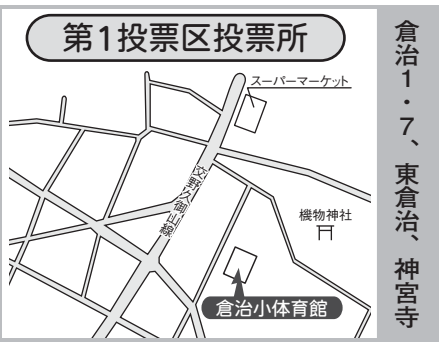 第1投票区投票所
スーパーマーケット
交野久御山線
機物神社
倉治小体育館
倉治1・7、東倉治、神宮寺